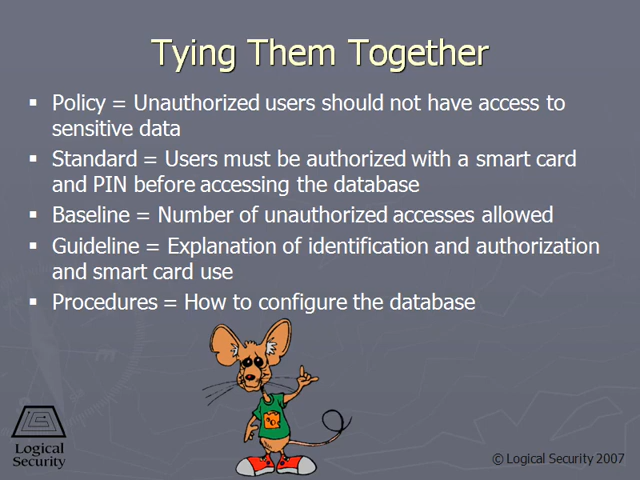 Tying Them Together
▪ Policy = Unauthorized users should not have access to
sensitive data
▪ Standard = Users must be authorized with a smart card
and PIN before accessing the database
▪ Baseline = Number of unauthorized accesses allowed
▪ Guideline = Explanation of identification and authorization
and smart card use
▪ Procedures = How to configure the database
Logical
Security
© Logical Security 2007